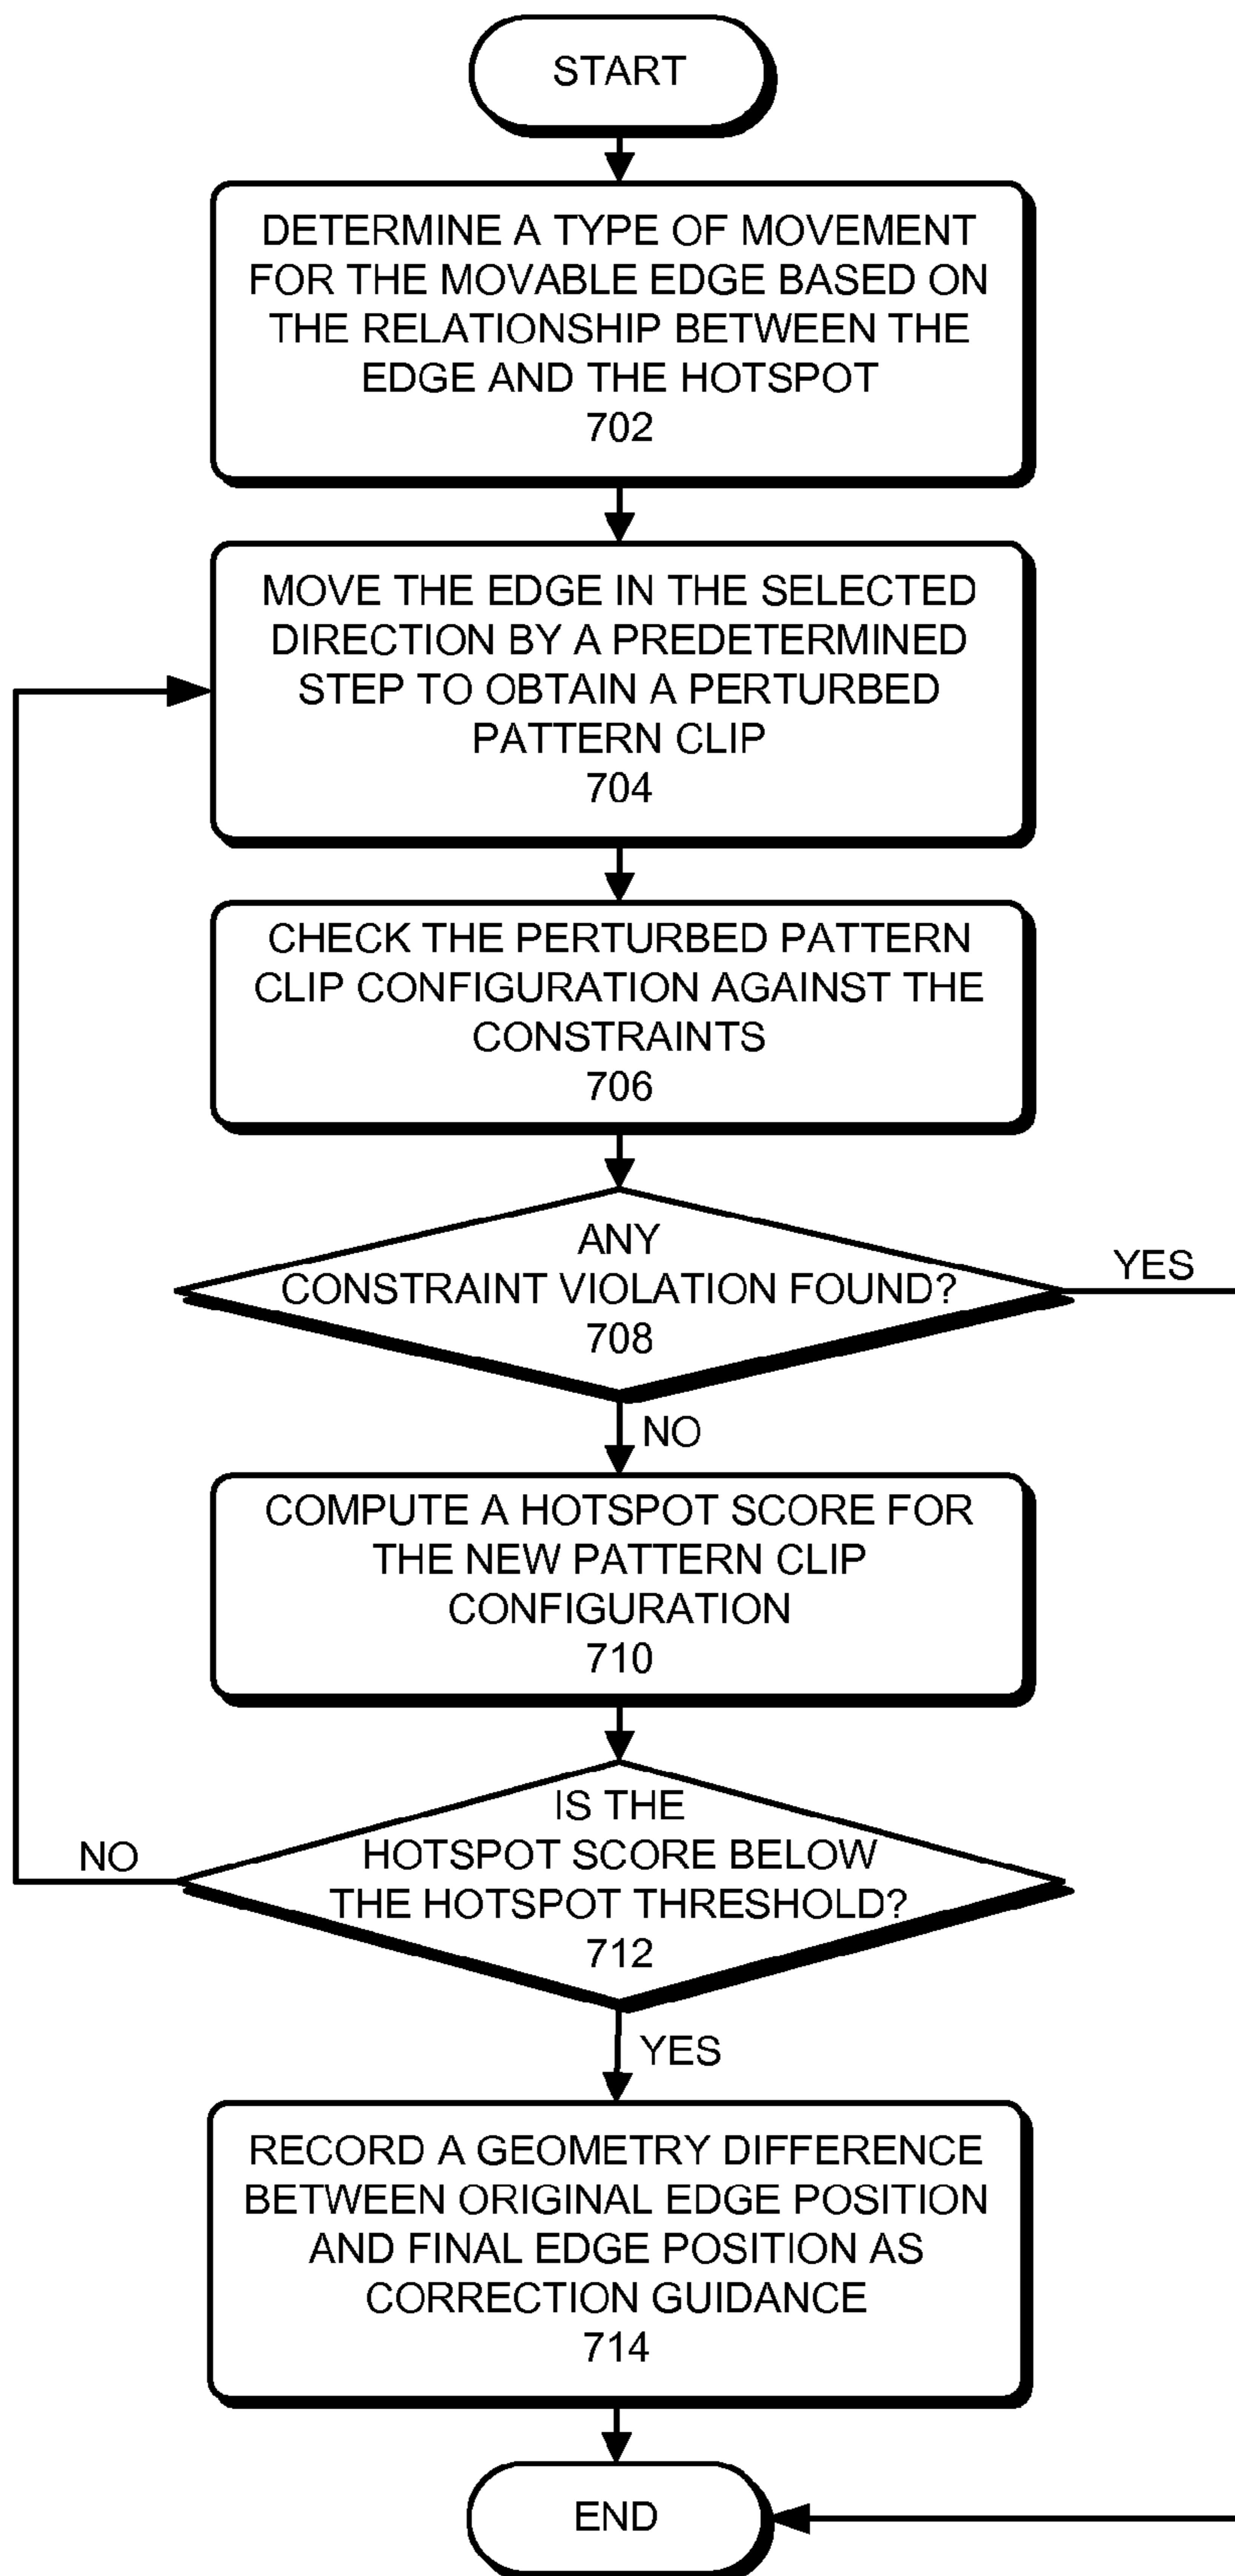 START
DETERMINE A TYPE OF MOVEMENT
FOR THE MOVABLE EDGE BASED ON
THE RELATIONSHIP BETWEEN THE
EDGE AND THE HOTSPOT
702
MOVE THE EDGE IN THE SELECTED
DIRECTION BY A PREDETERMINED
STEP TO OBTAIN A PERTURBED
PATTERN CLIP
704
CHECK THE PERTURBED PATTERN
CLIP CONFIGURATION AGAINST THE
CONSTRAINTS
706
ANY
CONSTRAINT VIOLATION FOUND?
708
YES
NO
COMPUTE A HOTSPOT SCORE FOR
THE NEW PATTERN CLIP
CONFIGURATION
710
IS THE
HOTSPOT SCORE BELOW
THE HOTSPOT THRESHOLD?
712
NO
YES
RECORD A GEOMETRY DIFFERENCE
BETWEEN ORIGINAL EDGE POSITION
AND FINAL EDGE POSITION AS
CORRECTION GUIDANCE
714
END